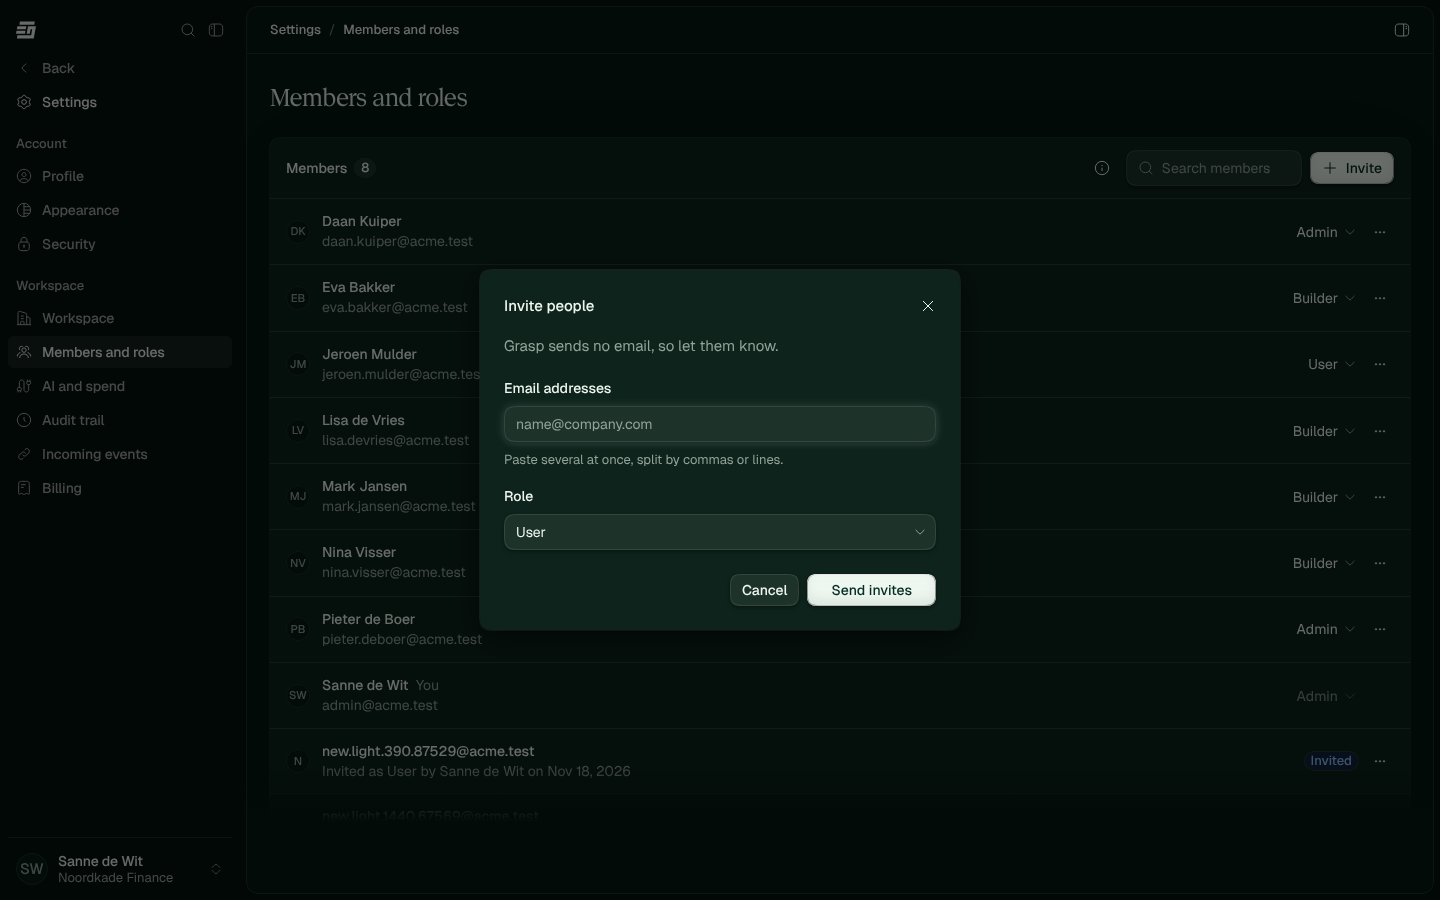 Back
Settings
Account
Profile
Appearance
Security
Workspace
Workspace
Members and roles
AI and spend
Audit trail
Incoming events
Billing
SW
Sanne de Wit
Noordkade Finance
Settings / Members and roles
Members and roles
Members 8
Search members
Invite
DK
Daan Kuiper
daan.kuiper@acme.test
Admin
EB
Eva Bakker
eva.bakker@acme.test
Builder
JM
Jeroen Mulder
jeroen.mulder@acme.tes
User
LV
Lisa de Vries
lisa.devries@acme.test
Builder
MJ
Mark Jansen
mark.jansen@acme.test
Builder
NV
Nina Visser
nina.visser@acme.test
Builder
PB
Pieter de Boer
pieter.deboer@acme.test
Admin
SW
Sanne de Wit You
admin@acme.test
Admin
N
new.light.390.87529@acme.test
Invited as User by Sanne de Wit on Nov 18, 2026
Invited
Invite people
Grasp sends no email, so let them know.
Email addresses
name@company.com
Paste several at once, split by commas or lines.
Role
User
Cancel
Send invites